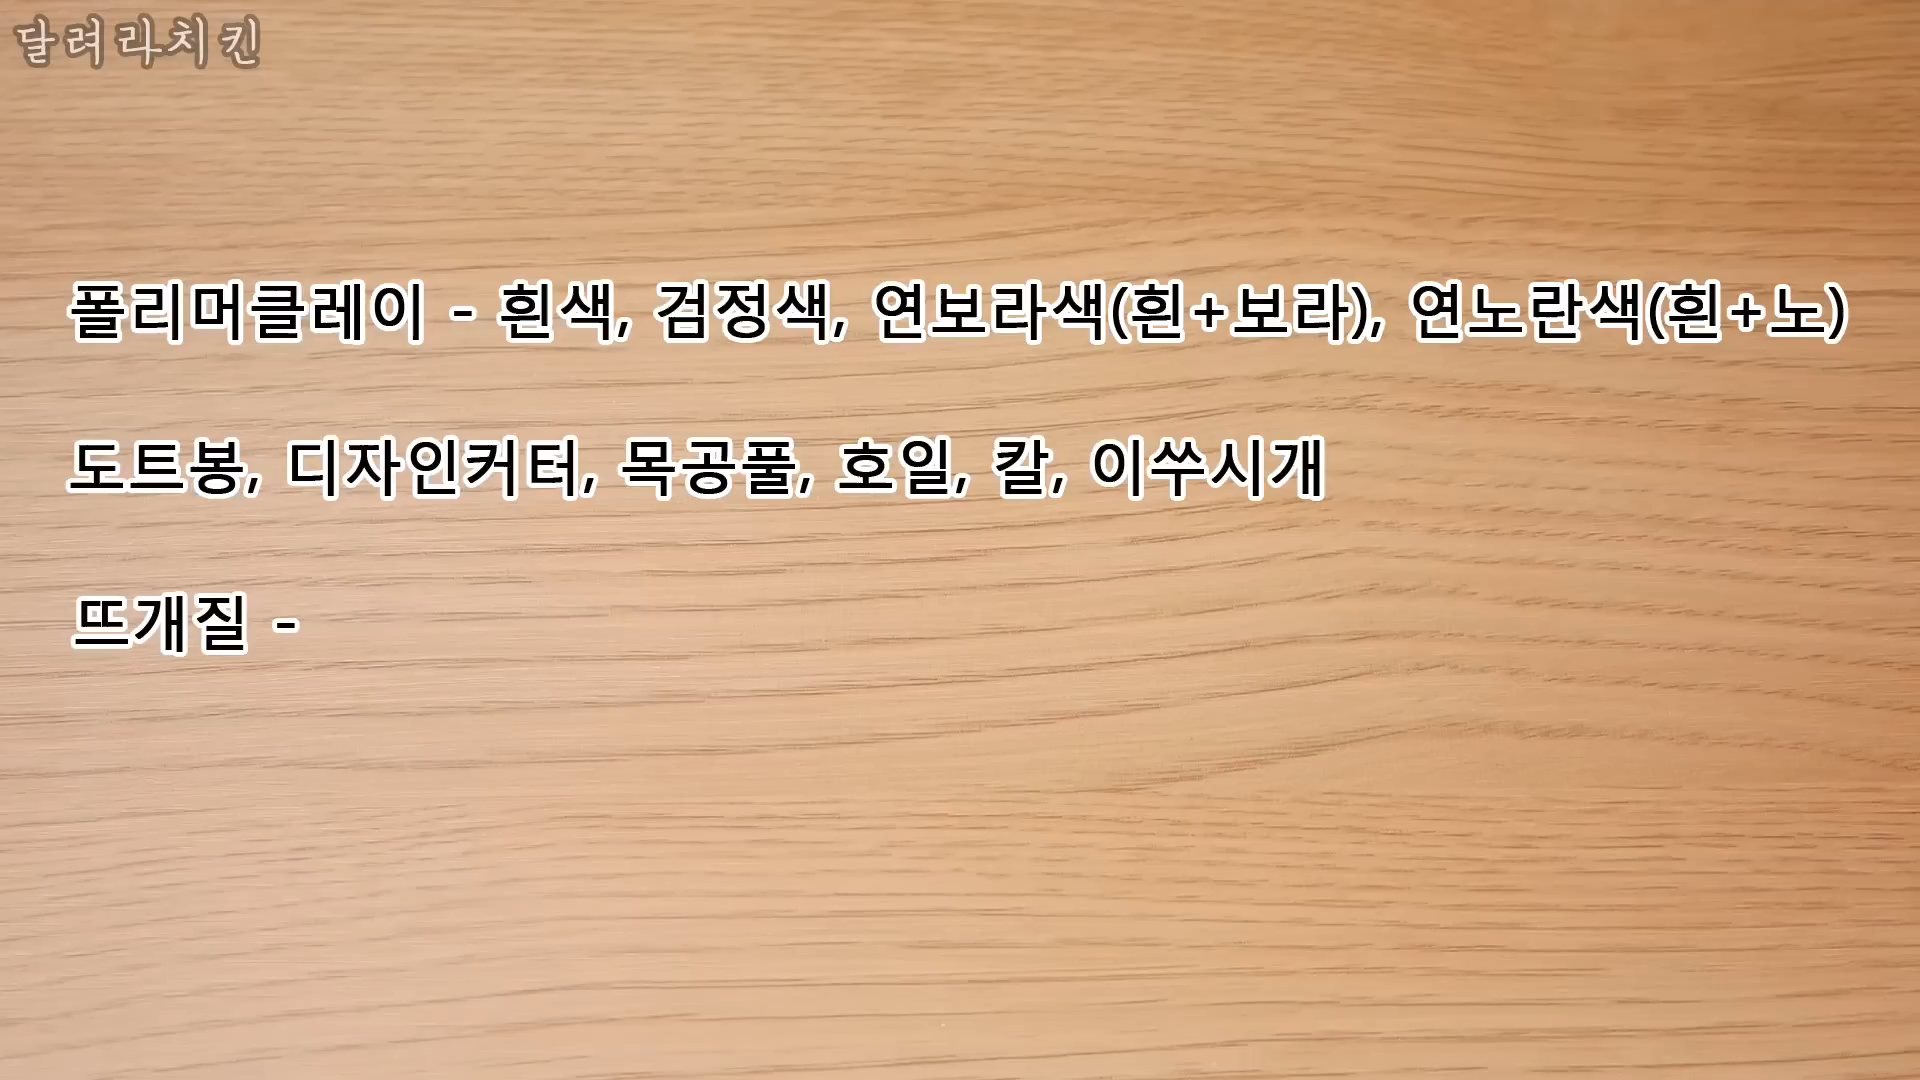 달려라치킨
폴리머클레이 - 흰색, 검정색, 연보라색(흰+보라), 연노란색(흰+노)
도트봉, 디자인커터, 목공풀, 호일, 칼, 이쑤시개
뜨개질 -